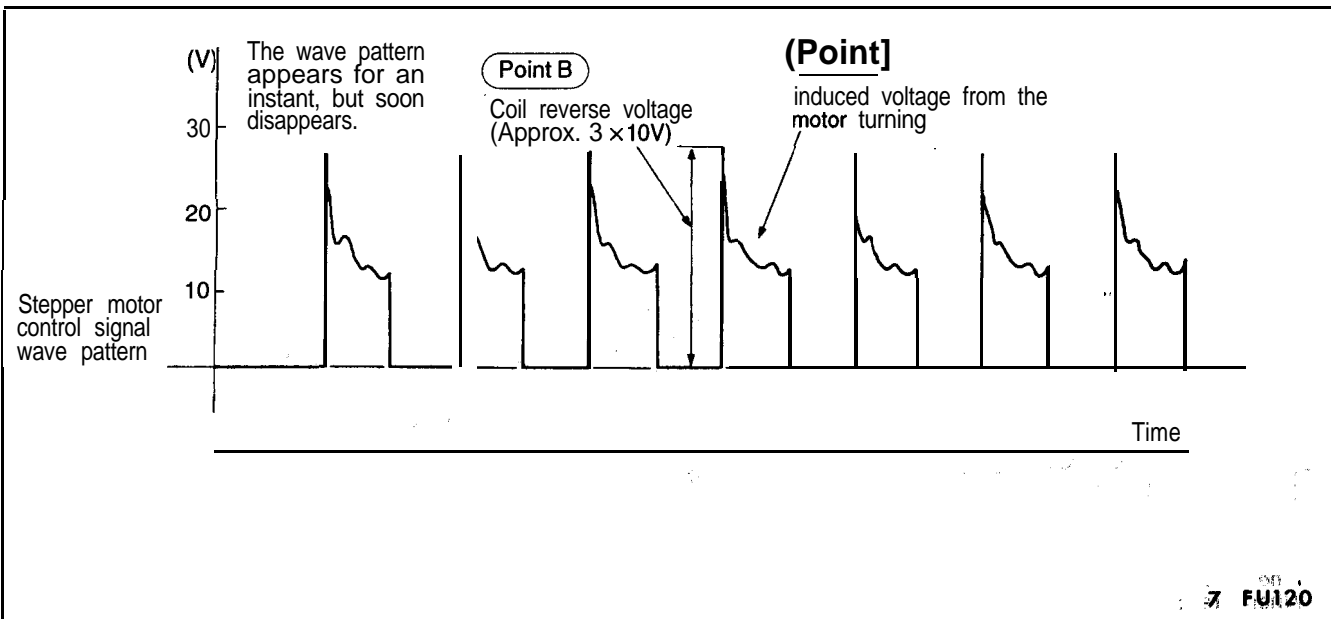 (V)
The wave pattern
appears for an
instant, but soon
disappears.
Point B
Coil reverse voltage
(Approx. 3 ×10V)
(Point]
induced voltage from the
motor turning
30
20
10
Stepper motor
control signal
wave pattern
Time
7 FU120